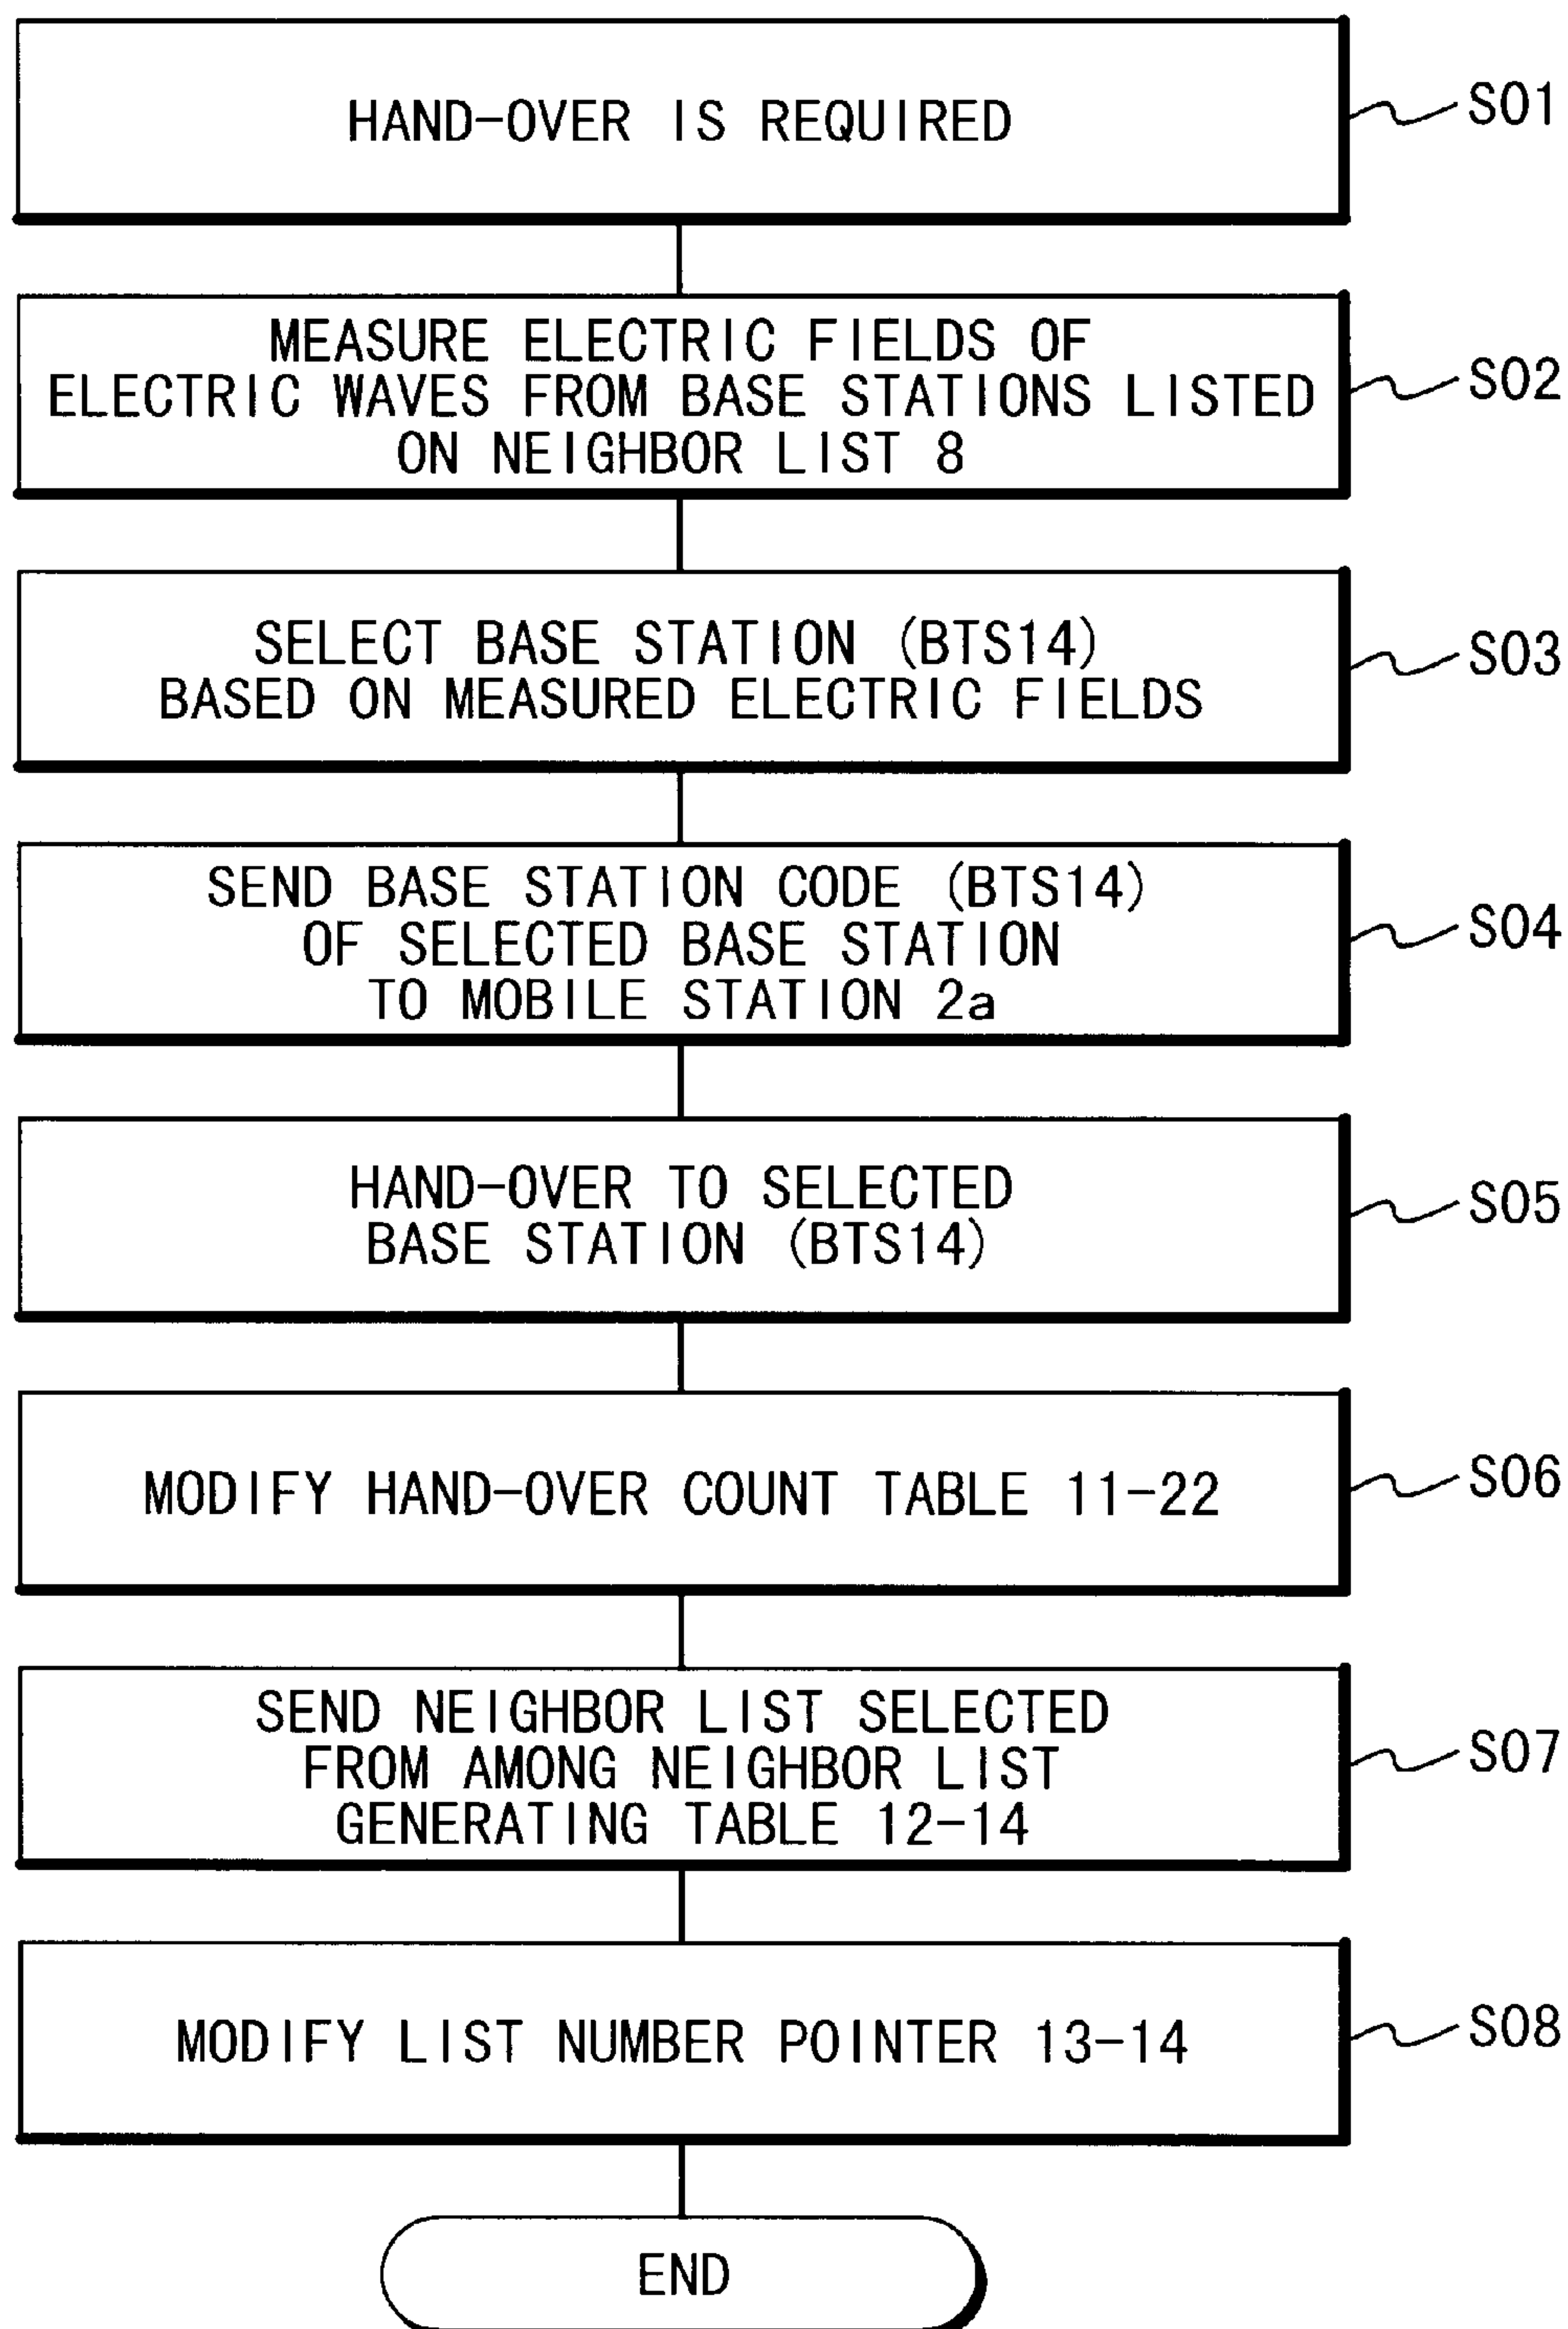 HAND-OVER IS REQUIRED
S01
MEASURE ELECTRIC FIELDS OF
ELECTRIC WAVES FROM BASE STATIONS LISTED
ON NEIGHBOR LIST 8
S02
SELECT BASE STATION (BTS14)
BASED ON MEASURED ELECTRIC FIELDS
S03
SEND BASE STATION CODE (BTS14)
OF SELECTED BASE STATION
TO MOBILE STATION 2a
S04
HAND-OVER TO SELECTED
BASE STATION (BTS14)
S05
MODIFY HAND-OVER COUNT TABLE 11-22
S06
SEND NEIGHBOR LIST SELECTED
FROM AMONG NEIGHBOR LIST
GENERATING TABLE 12-14
S07
MODIFY LIST NUMBER POINTER 13-14
S08
END